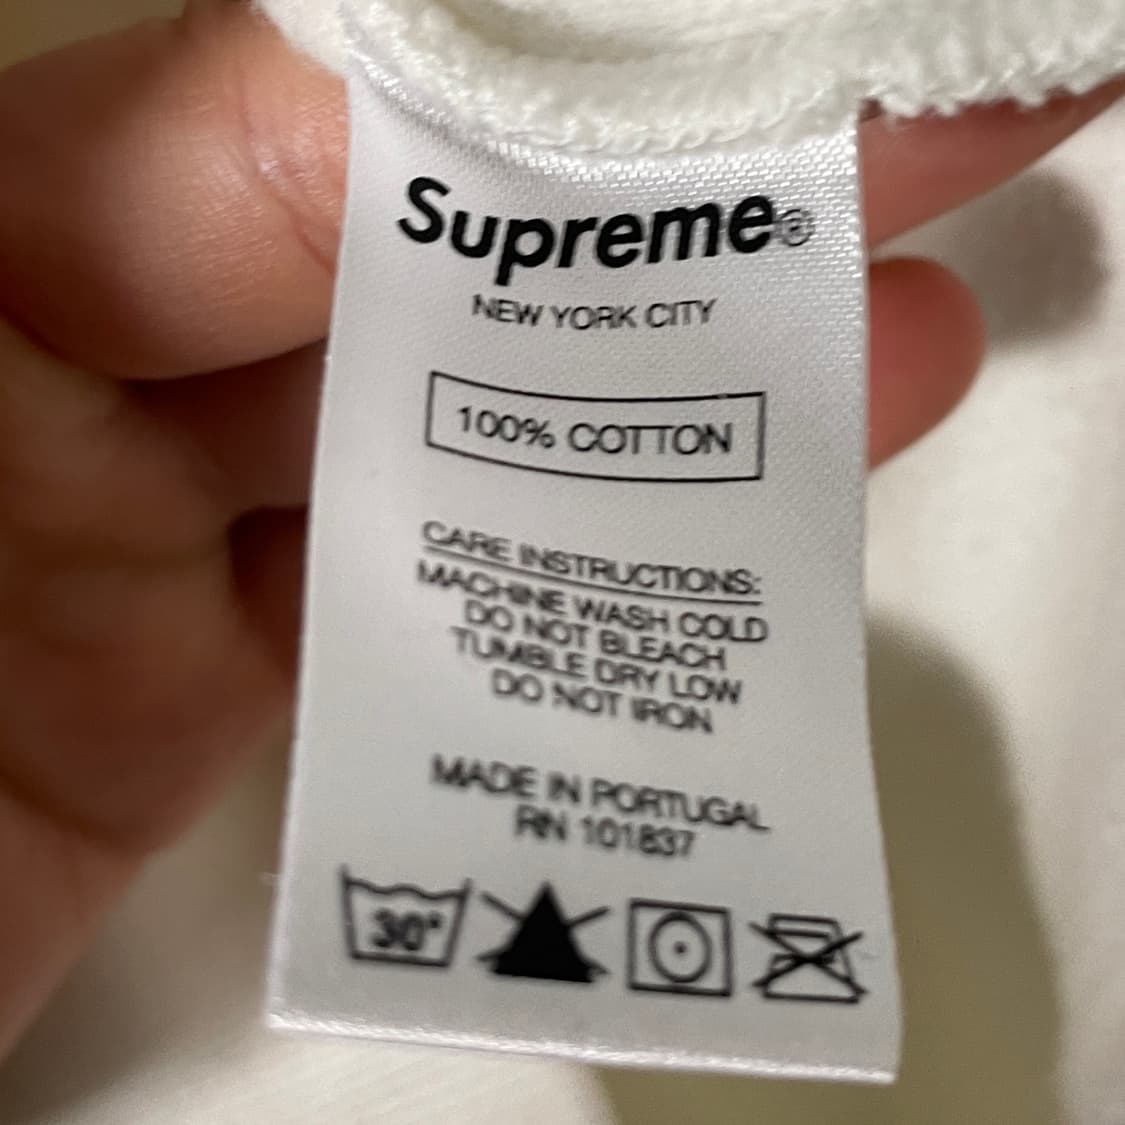 Supreme®
NEW YORK CITY
100% COTTON
CARE INSTRUCTIONS:
MACHINE WASH COLD
DO NOT BLEACH
TUMBLE DRY LOW
DO NOT IRON
MADE IN PORTUGAL
RN 101837
30°